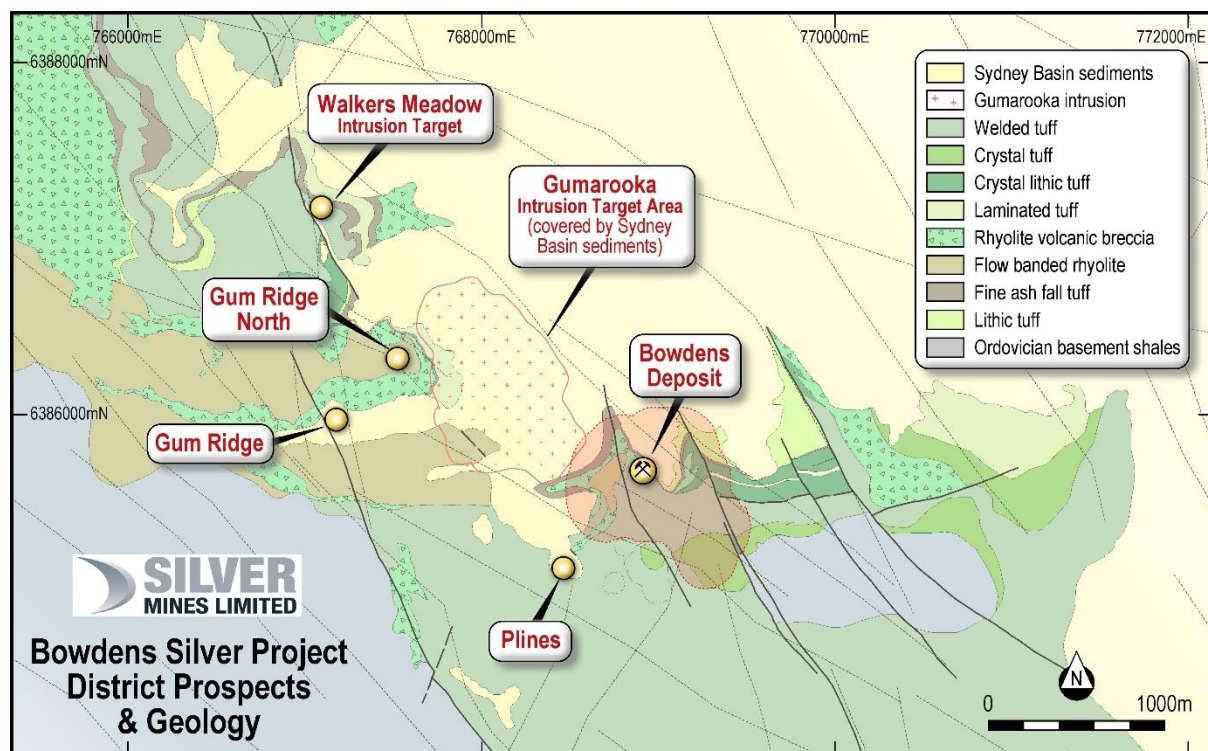 766000mE
768000mE
770000mE
772000mE
6388000mN
6386000mN
Walkers Meadow
Intrusion Target
Gumarooka
Intrusion Target Area
(covered by Sydney
Basin sediments)
Gum Ridge
North
Bowdens
Deposit
Gum Ridge
Plines
Sydney Basin sediments
Gumarooka intrusion
Welded tuff
Crystal tuff
Crystal lithic tuff
Laminated tuff
Rhyolite volcanic breccia
Flow banded rhyolite
Fine ash fall tuff
Lithic tuff
Ordovician basement shales
SILVER
MINES LIMITED
Bowdens Silver Project
District Prospects
& Geology
N
0 1000m